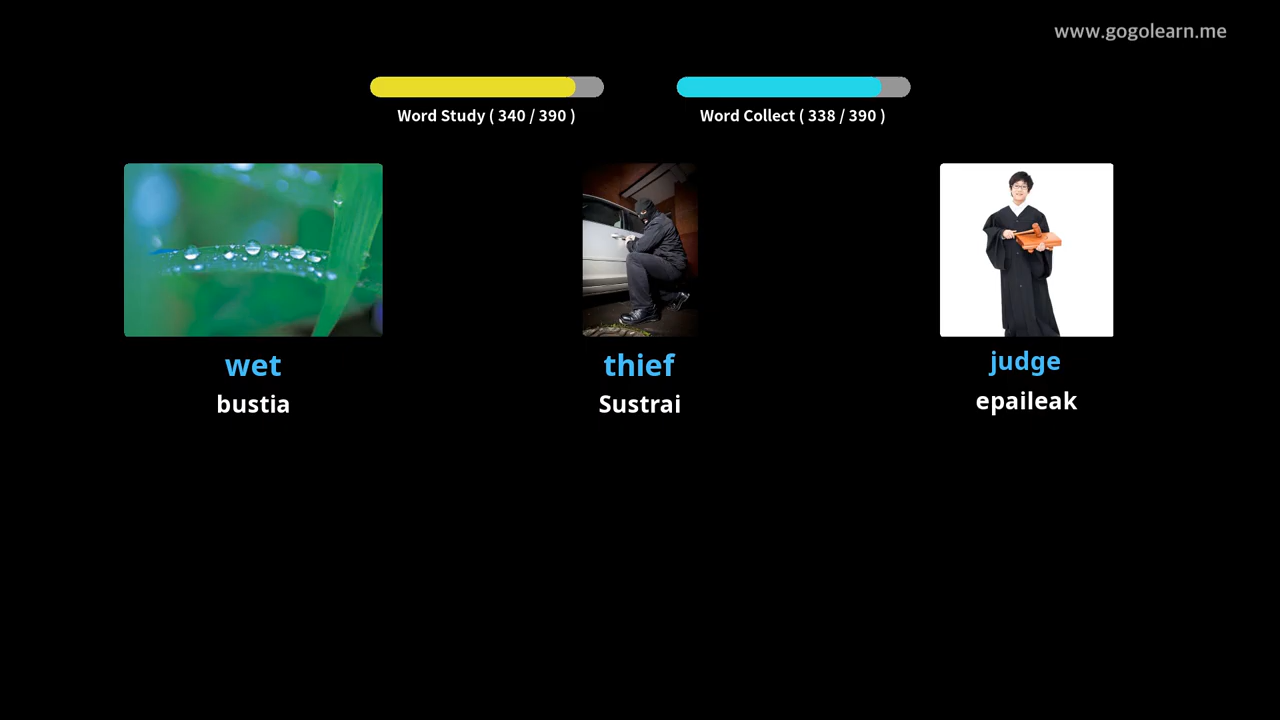 www.gogolearn.me
Word Study ( 340 / 390 )
Word Collect ( 338 / 390 )
wet
bustia
thief
Sustrai
judge
epaileak